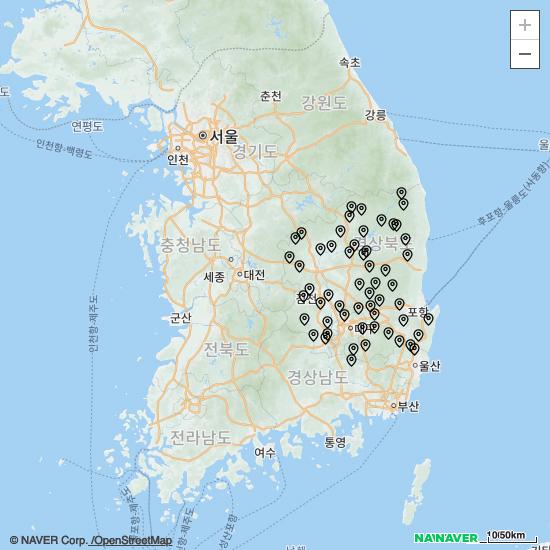 +
−
속초
춘천
강원도
강릉
도
연평도
서울
인천
경기도
인천항-백령도
울
후포항-울릉도(사동항)
경상북도
충청남도
세종
대전
김천
포항
인천항-제주도
군산
대구
전북도
울산
경상남도
부산
전라남도
여수
통영
© NAVER Corp. /OpenStreetMap
NAVER
10/50km